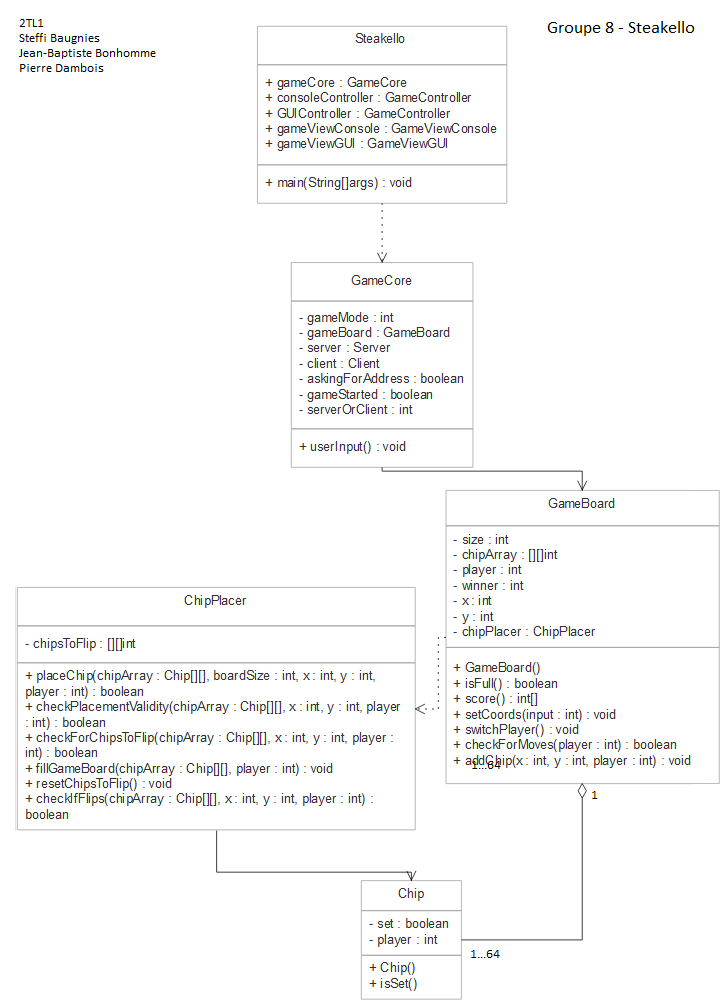 2TL1
Steffi Baugnies
Jean-Baptiste Bonhomme
Pierre Dambois
Groupe 8 - Steakello
Steakello
+ gameCore : GameCore
+ consoleController : GameController
+ GUIController : GameController
+ gameViewConsole : GameViewConsole
+ gameViewGUI : GameViewGUI
+ main(String[]args) : void
GameCore
- gameMode : int
- gameBoard : GameBoard
- server : Server
- client : Client
- askingForAddress : boolean
- gameStarted : boolean
- serverOrClient : int
+ userInput() : void
GameBoard
- size : int
- chipArray : [][]int
- player : int
- winner : int
- x : int
- y : int
- chipPlacer : ChipPlacer
+ GameBoard()
+ isFull() : boolean
+ score() : int[]
+ setCoords(input : int) : void
+ switchPlayer() : void
+ checkForMoves(player : int) : boolean
+ addChip(x : int, y : int, player : int) : void
1...64
1
ChipPlacer
- chipsToFlip : [][]int
+ placeChip(chipArray : Chip[][], boardSize : int, x : int, y : int,
player : int) : boolean
+ checkPlacementValidity(chipArray : Chip[][], x : int, y : int, player
: int) : boolean
+ checkForChipsToFlip(chipArray : Chip[][], x : int, y : int, player :
int) : boolean
+ fillGameBoard(chipArray : Chip[][], player : int) : void
+ resetChipsToFlip() : void
+ checkIfFlips(chipArray : Chip[][], x : int, y : int, player : int) :
boolean
Chip
- set : boolean
- player : int
+ Chip()
+ isSet()
1...64